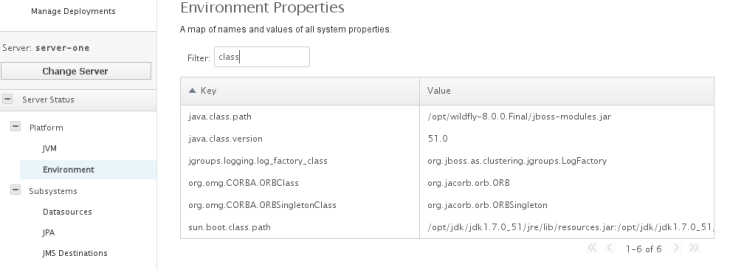 Manage Deployments
Server: server-one
Change Server
Server Status
Platform
JVM
Environment
Subsystems
Datasources
JPA
JMS Destinations
Environment Properties
A map of names and values of all system properties.
Filter: class
Key Value
java.class.path /opt/wildfly-8.0.0.Final/jboss-modules.jar
java.class.version 51.0
jgroups.logging.log_factory_class org.jboss.as.clustering.jgroups.LogFactory
org.omg.CORBA.ORBClass org.jacorb.orb.ORB
org.omg.CORBA.ORBSingletonClass org.jacorb.orb.ORBSingleton
sun.boot.class.path /opt/jdk/jdk1.7.0_51/jre/lib/resources.jar:/opt/jdk/jdk1.7.0_51/
1-6 of 6